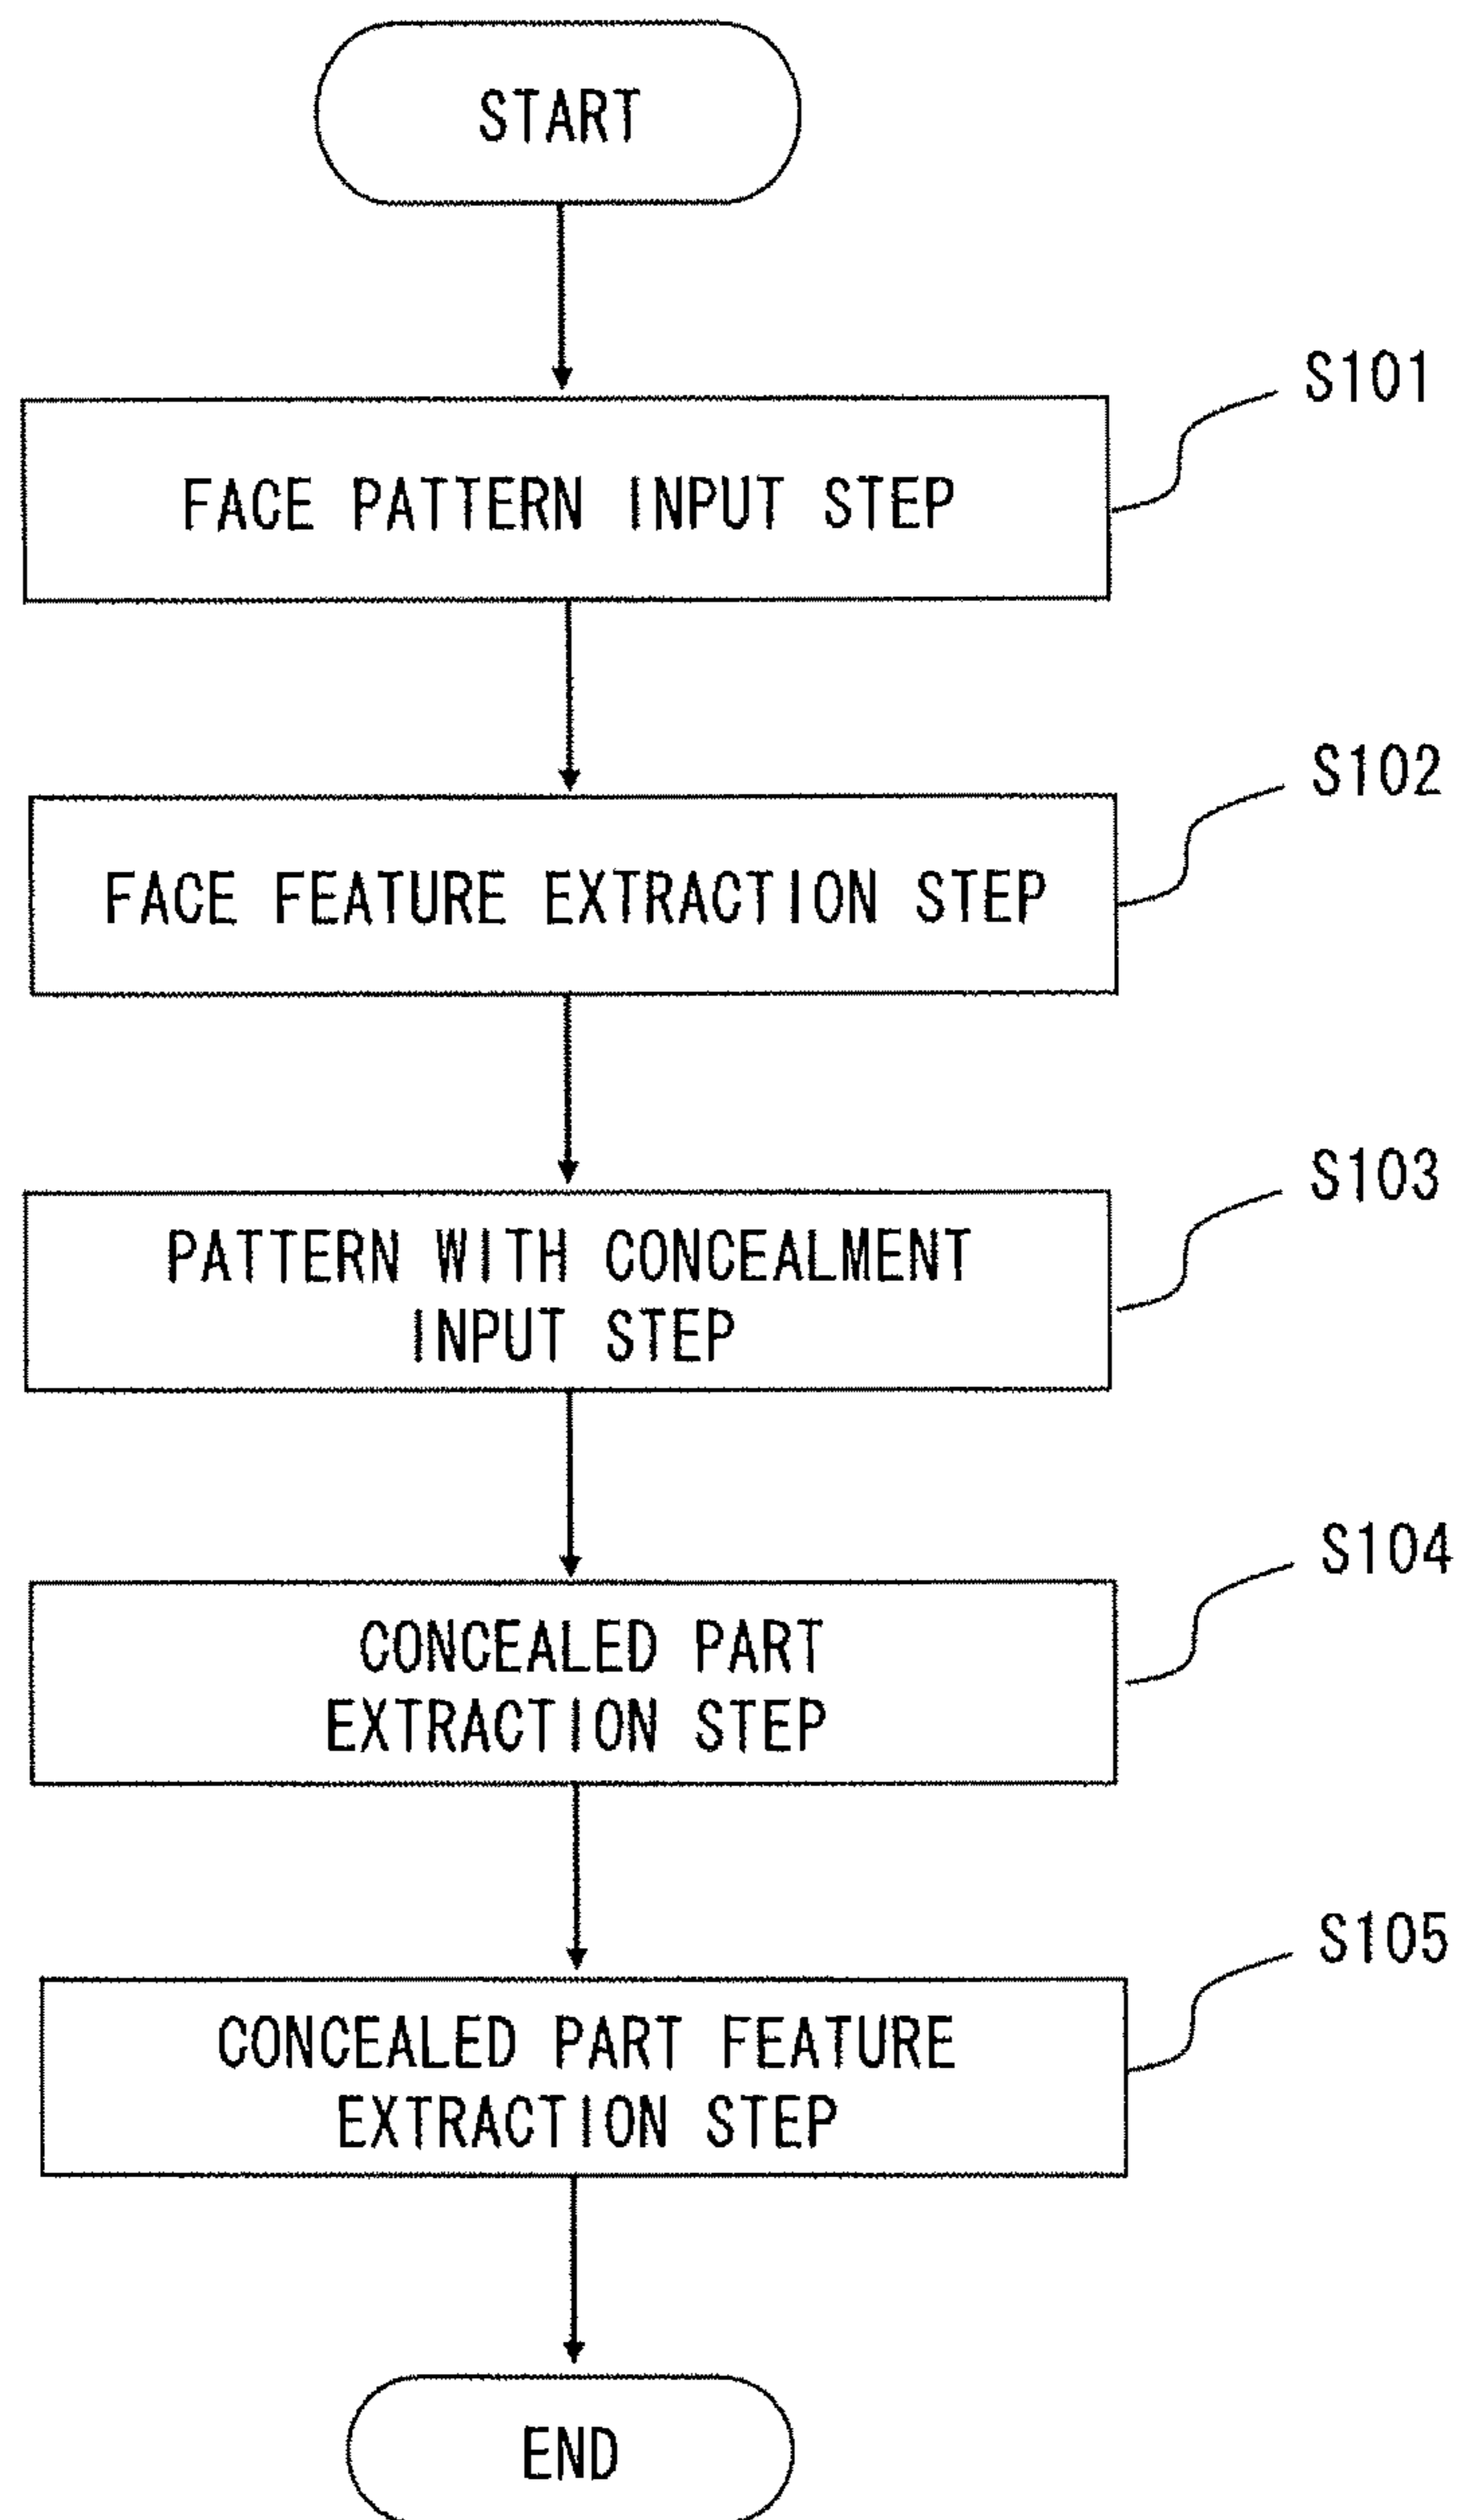 START
S101
FACE PATTERN INPUT STEP
S102
FACE FEATURE EXTRACTION STEP
S103
PATTERN WITH CONCEALMENT
INPUT STEP
S104
CONCEALED PART
EXTRACTION STEP
S105
CONCEALED PART FEATURE
EXTRACTION STEP
END